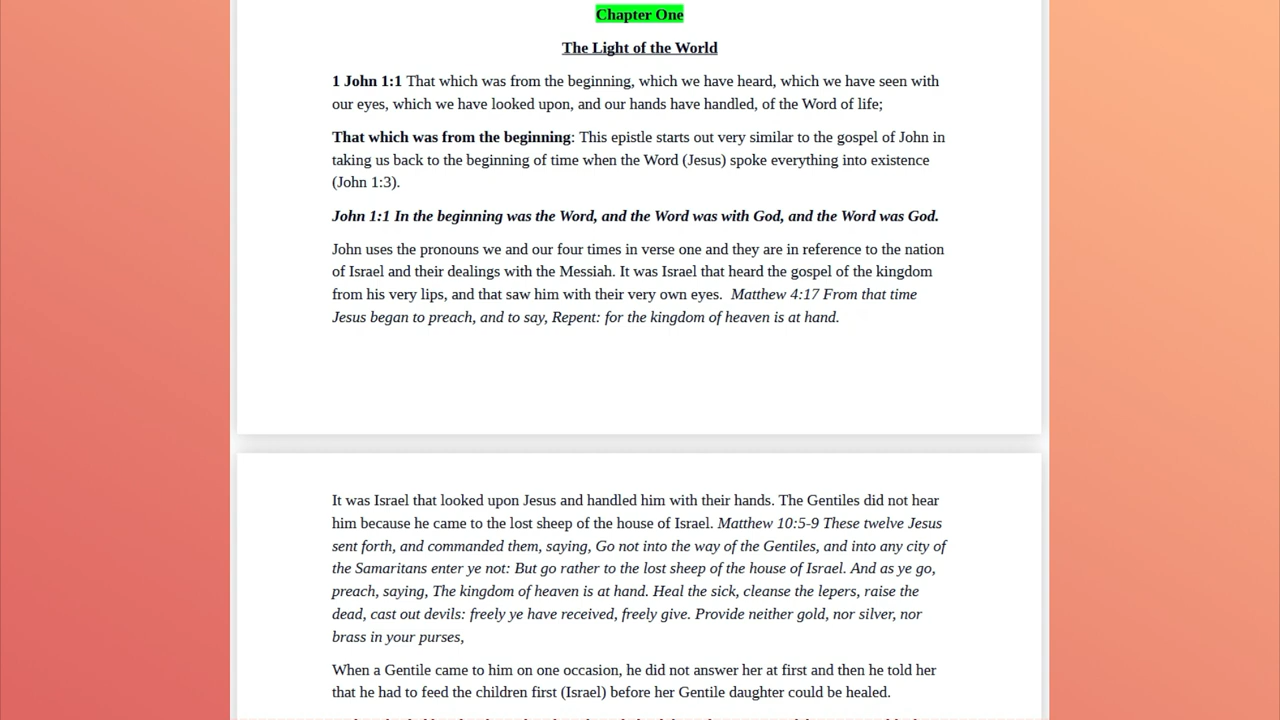 Chapter One
The Light of the World
1 John 1:1 That which was from the beginning, which we have heard, which we have seen with
our eyes, which we have looked upon, and our hands have handled, of the Word of life;
That which was from the beginning: This epistle starts out very similar to the gospel of John in
taking us back to the beginning of time when the Word (Jesus) spoke everything into existence
(John 1:3).
John 1:1 In the beginning was the Word, and the Word was with God, and the Word was God.
John uses the pronouns we and our four times in verse one and they are in reference to the nation
of Israel and their dealings with the Messiah. It was Israel that heard the gospel of the kingdom
from his very lips, and that saw him with their very own eyes. Matthew 4:17 From that time
Jesus began to preach, and to say, Repent: for the kingdom of heaven is at hand.
It was Israel that looked upon Jesus and handled him with their hands. The Gentiles did not hear
him because he came to the lost sheep of the house of Israel. Matthew 10:5-9 These twelve Jesus
sent forth, and commanded them, saying, Go not into the way of the Gentiles, and into any city of
the Samaritans enter ye not: But go rather to the lost sheep of the house of Israel. And as ye go,
preach, saying, The kingdom of heaven is at hand. Heal the sick, cleanse the lepers, raise the
dead, cast out devils: freely ye have received, freely give. Provide neither gold, nor silver, nor
brass in your purses,
When a Gentile came to him on one occasion, he did not answer her at first and then he told her
that he had to feed the children first (Israel) before her Gentile daughter could be healed.